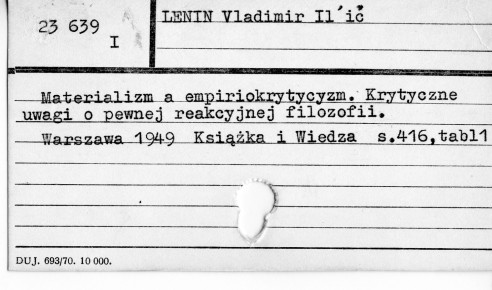 23 639
I
LENIN Vladimir Il´ič
Materializm a empiriokrytycyzm. Krytyczne
uwagi o pewnej reakcyjnej filozofii.
Warszawa 1949 Książka i Wiedza s.416,tabl1
DUJ. 693/70. 10 000.